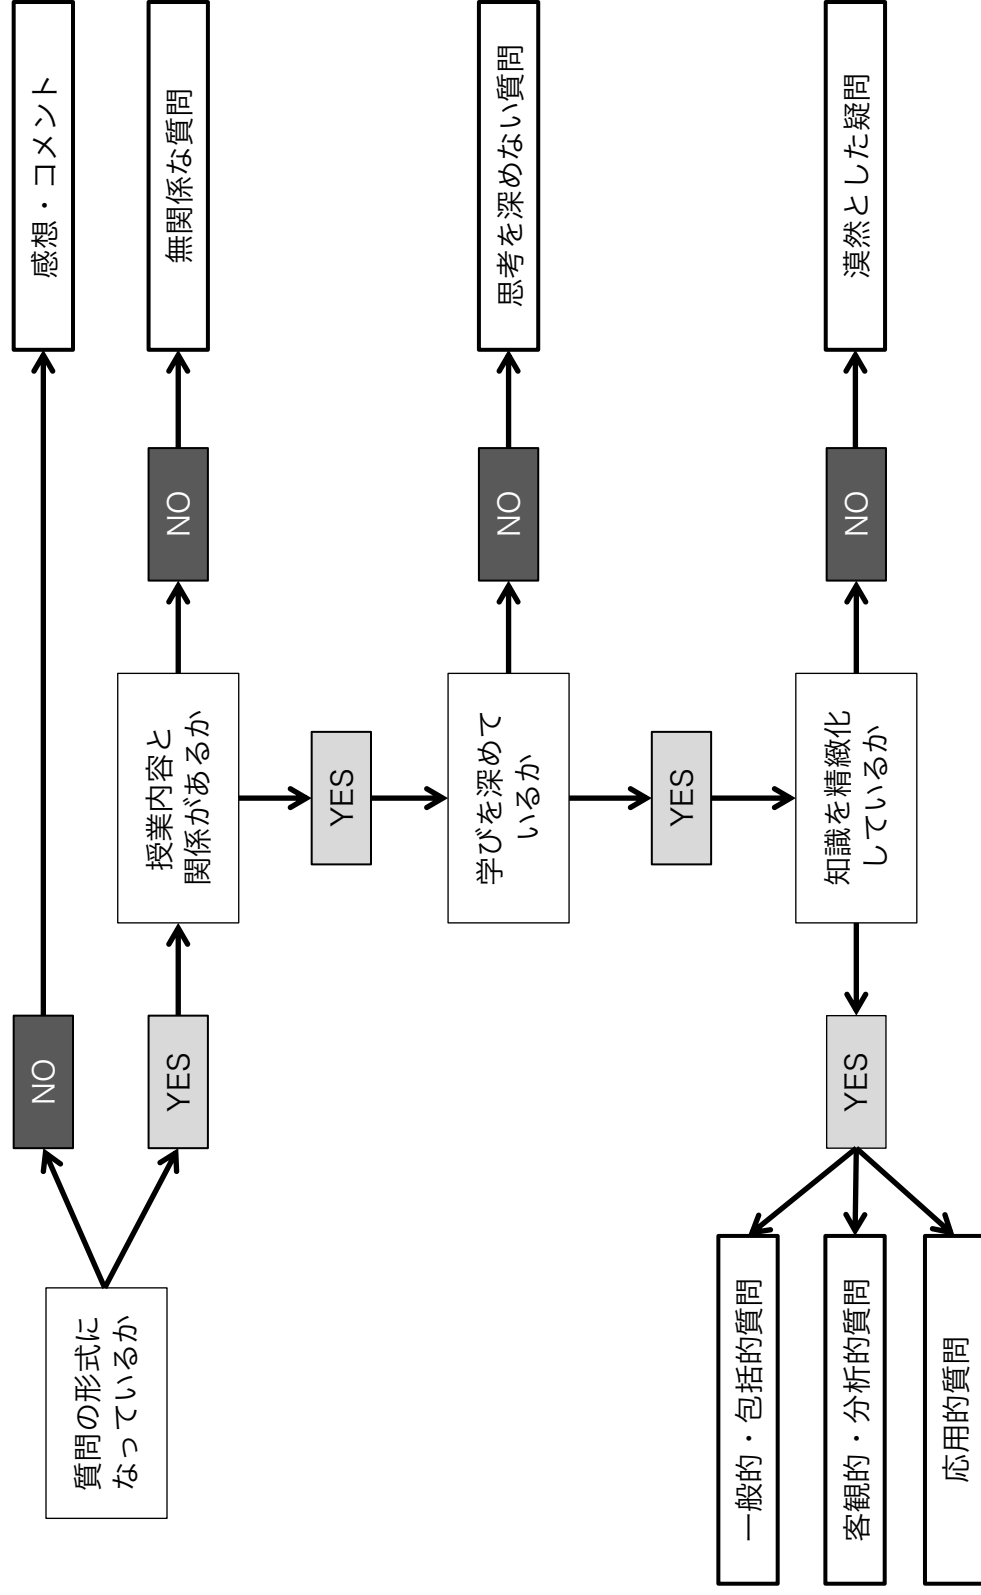 質問の形式に
なっているか
NO
感想・コメント
YES
授業内容と
関係があるか
NO
無関係な質問
YES
学びを深めて
いるか
NO
思考を深めない質問
YES
知識を精緻化
しているか
NO
漠然とした疑問
YES
一般的・包括的質問
客観的・分析的質問
応用的質問